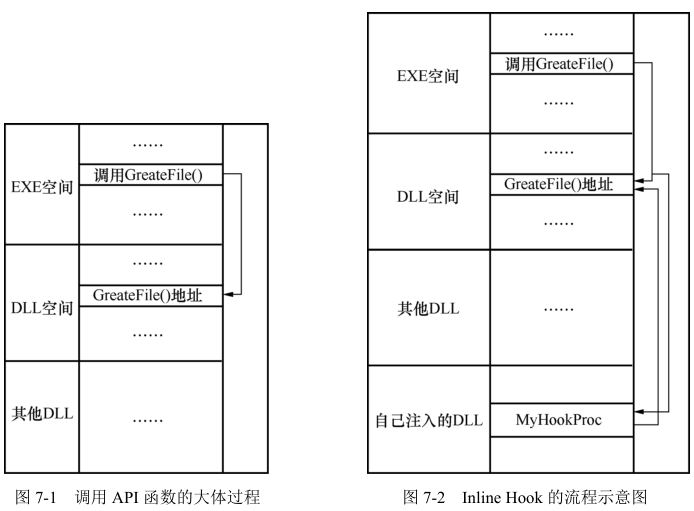 ……
EXE空间
调用GreateFile()
……
……
DLL空间
GreateFile()地址
……
其他DLL
……
图 7-1 调用 API 函数的大体过程
……
EXE空间
调用GreateFile()
……
……
DLL空间
GreateFile()地址
……
其他DLL
……
自己注入的DLL
MyHookProc
图 7-2 Inline Hook 的流程示意图